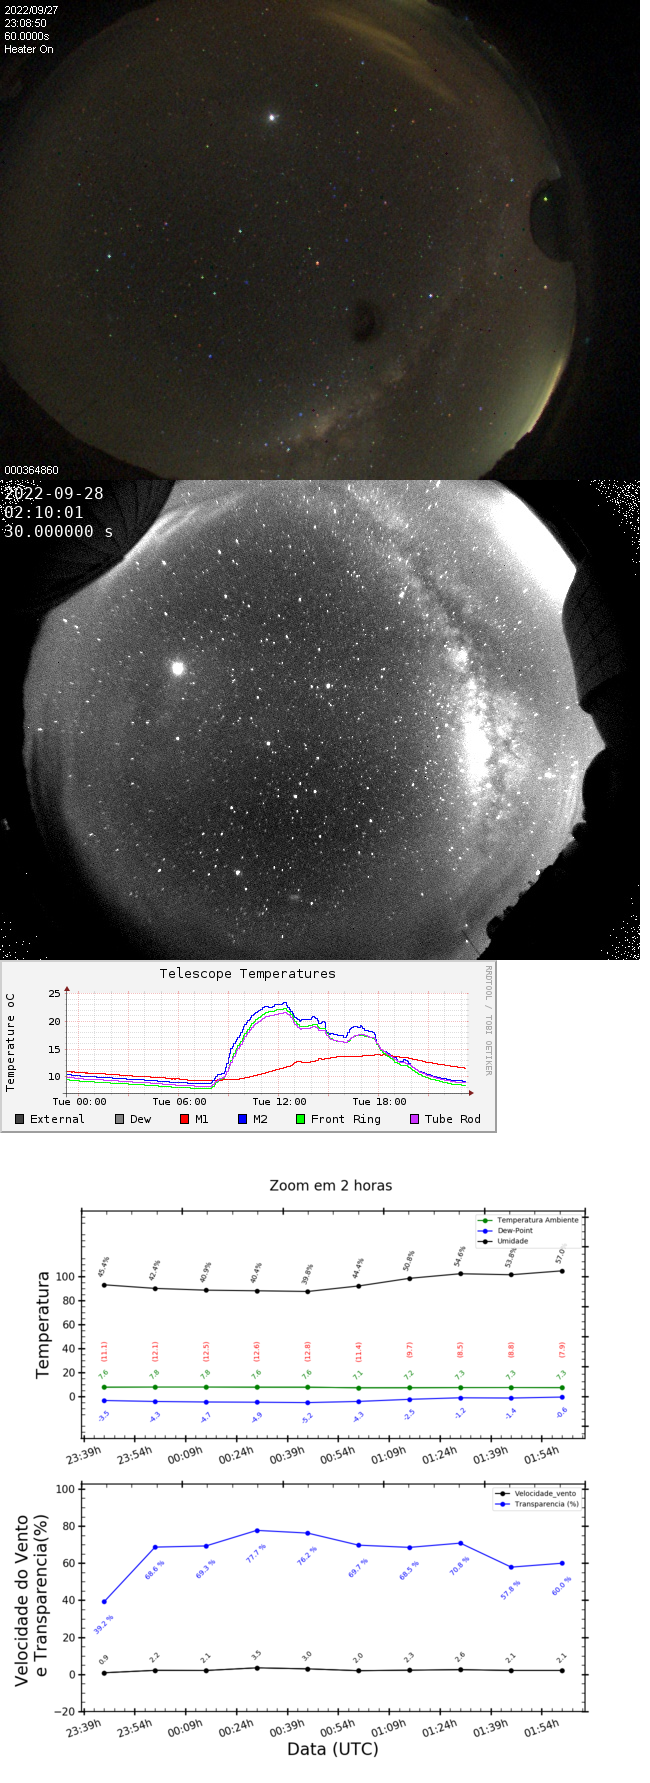 2022/09/27
23:08:50
60.0000s
Heater On
000364860
2022-09-28
02:10:01
30.000000 s
Telescope Temperatures
RRDTOOL / TOBI OETIKER
Temperature oC
25
20
15
10
Tue 00:00 Tue 06:00 Tue 12:00 Tue 18:00
External Dew M1 M2 Front Ring Tube Rod
Zoom em 2 horas
Temperatura Ambiente
Dew-Point
Umidade
Temperatura
100
80
60
40
20
0
45.4% 42.4% 40.9% 40.4% 39.8% 44.4% 50.8% 54.6% 53.8% 57.0%
(11.1) (12.1) (12.5) (12.6) (12.8) (11.4) (9.7) (8.5) (8.8) (7.9)
7.6 7.8 7.8 7.6 7.6 7.1 7.2 7.3 7.3 7.3
-3.5 -4.3 -4.7 -4.9 -5.2 -4.3 -2.5 -1.2 -1.4 -0.6
23:39h 23:54h 00:09h 00:24h 00:39h 00:54h 01:09h 01:24h 01:39h 01:54h
Velocidade_vento
Transparencia (%)
Velocidade do Vento
e Transparencia(%)
100
80
60
40
20
0
−20
39.2 % 68.6 % 69.3 % 77.7 % 76.2 % 69.7 % 68.5 % 70.8 % 57.8 % 60.0 %
0.9 2.2 2.1 3.5 3.0 2.0 2.3 2.6 2.1 2.1
23:39h 23:54h 00:09h 00:24h 00:39h 00:54h 01:09h 01:24h 01:39h 01:54h
Data (UTC)